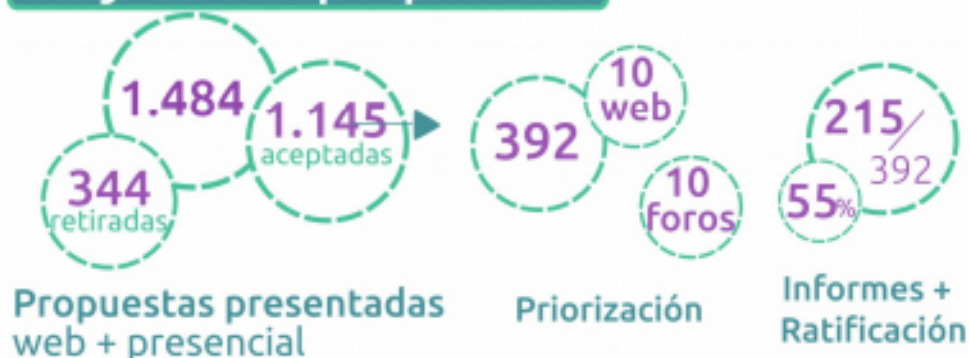 1.484
1.145
aceptadas
344
retiradas
Propuestas presentadas
web + presencial
392
10
web
10
foros
Priorización
215/
392
55%
Informes +
Ratificación